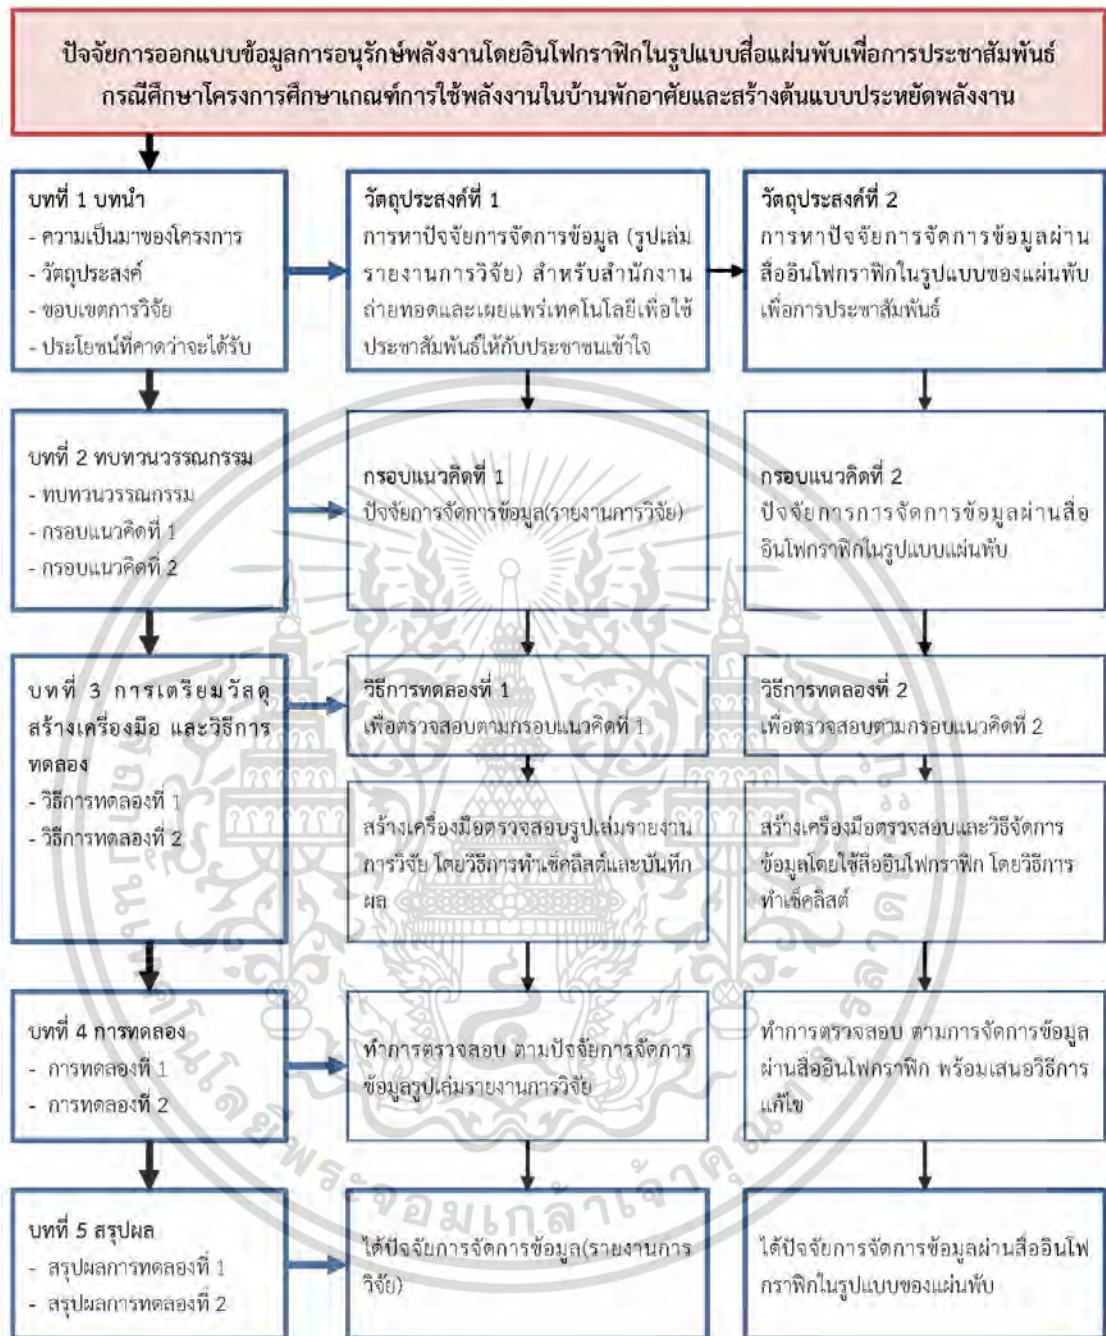 ปัจจัยการออกแบบข้อมูลการอนุรักษ์พลังงานโดยอินโฟกราฟิกในรูปแบบสื่อแผ่นพับเพื่อการประชาสัมพันธ์
กรณีศึกษาโครงการศึกษาเกณฑ์การใช้พลังงานในบ้านพักอาศัยและสร้างต้นแบบประหยัดพลังงาน
บทที่ 1 บทนำ
- ความเป็นมาของโครงการ
- วัตถุประสงค์
- ขอบเขตการวิจัย
- ประโยชน์ที่คาดว่าจะได้รับ
วัตถุประสงค์ที่ 1
การหาปัจจัยการจัดการข้อมูล (รูปเล่ม
รายงานการวิจัย) สำหรับสำนักงาน
ถ่ายทอดและเผยแพร่เทคโนโลยีเพื่อใช้
ประชาสัมพันธ์ให้กับประชาชนเข้าใจ
วัตถุประสงค์ที่ 2
การหาปัจจัยการจัดการข้อมูลผ่าน
สื่ออินโฟกราฟิกในรูปแบบของแผ่นพับ
เพื่อการประชาสัมพันธ์
บทที่ 2 ทบทวนวรรณกรรม
- ทบทวนวรรณกรรม
- กรอบแนวคิดที่ 1
- กรอบแนวคิดที่ 2
กรอบแนวคิดที่ 1
ปัจจัยการจัดการข้อมูล(รายงานการวิจัย)
กรอบแนวคิดที่ 2
ปัจจัยการการจัดการข้อมูลผ่านสื่อ
อินโฟกราฟิกในรูปแบบแผ่นพับ
บทที่ 3 การเตรียมวัสดุ
สร้างเครื่องมือ และวิธีการ
ทดลอง
- วิธีการทดลองที่ 1
- วิธีการทดลองที่ 2
วิธีการทดลองที่ 1
เพื่อตรวจสอบตามกรอบแนวคิดที่ 1
วิธีการทดลองที่ 2
เพื่อตรวจสอบตามกรอบแนวคิดที่ 2
สร้างเครื่องมือตรวจสอบรูปเล่มรายงาน
การวิจัย โดยวิธีการทำเช็คลิสต์และบันทึก
ผล
สร้างเครื่องมือตรวจสอบและวิธีจัดการ
ข้อมูลโดยใช้สื่ออินโฟกราฟิก โดยวิธีการ
ทำเช็คลิสต์
บทที่ 4 การทดลอง
- การทดลองที่ 1
- การทดลองที่ 2
ทำการตรวจสอบ ตามปัจจัยการจัดการ
ข้อมูลรูปเล่มรายงานการวิจัย
ทำการตรวจสอบ ตามการจัดการข้อมูล
ผ่านสื่ออินโฟกราฟิก พร้อมเสนอวิธีการ
แก้ไข
บทที่ 5 สรุปผล
- สรุปผลการทดลองที่ 1
- สรุปผลการทดลองที่ 2
ได้ปัจจัยการจัดการข้อมูล(รายงานการ
วิจัย)
ได้ปัจจัยการจัดการข้อมูลผ่านสื่ออินโฟ
กราฟิกในรูปแบบของแผ่นพับ
สถาบันเทคโนโลยีพระจอมเกล้าเจ้าคุณทหารลาดกระบัง